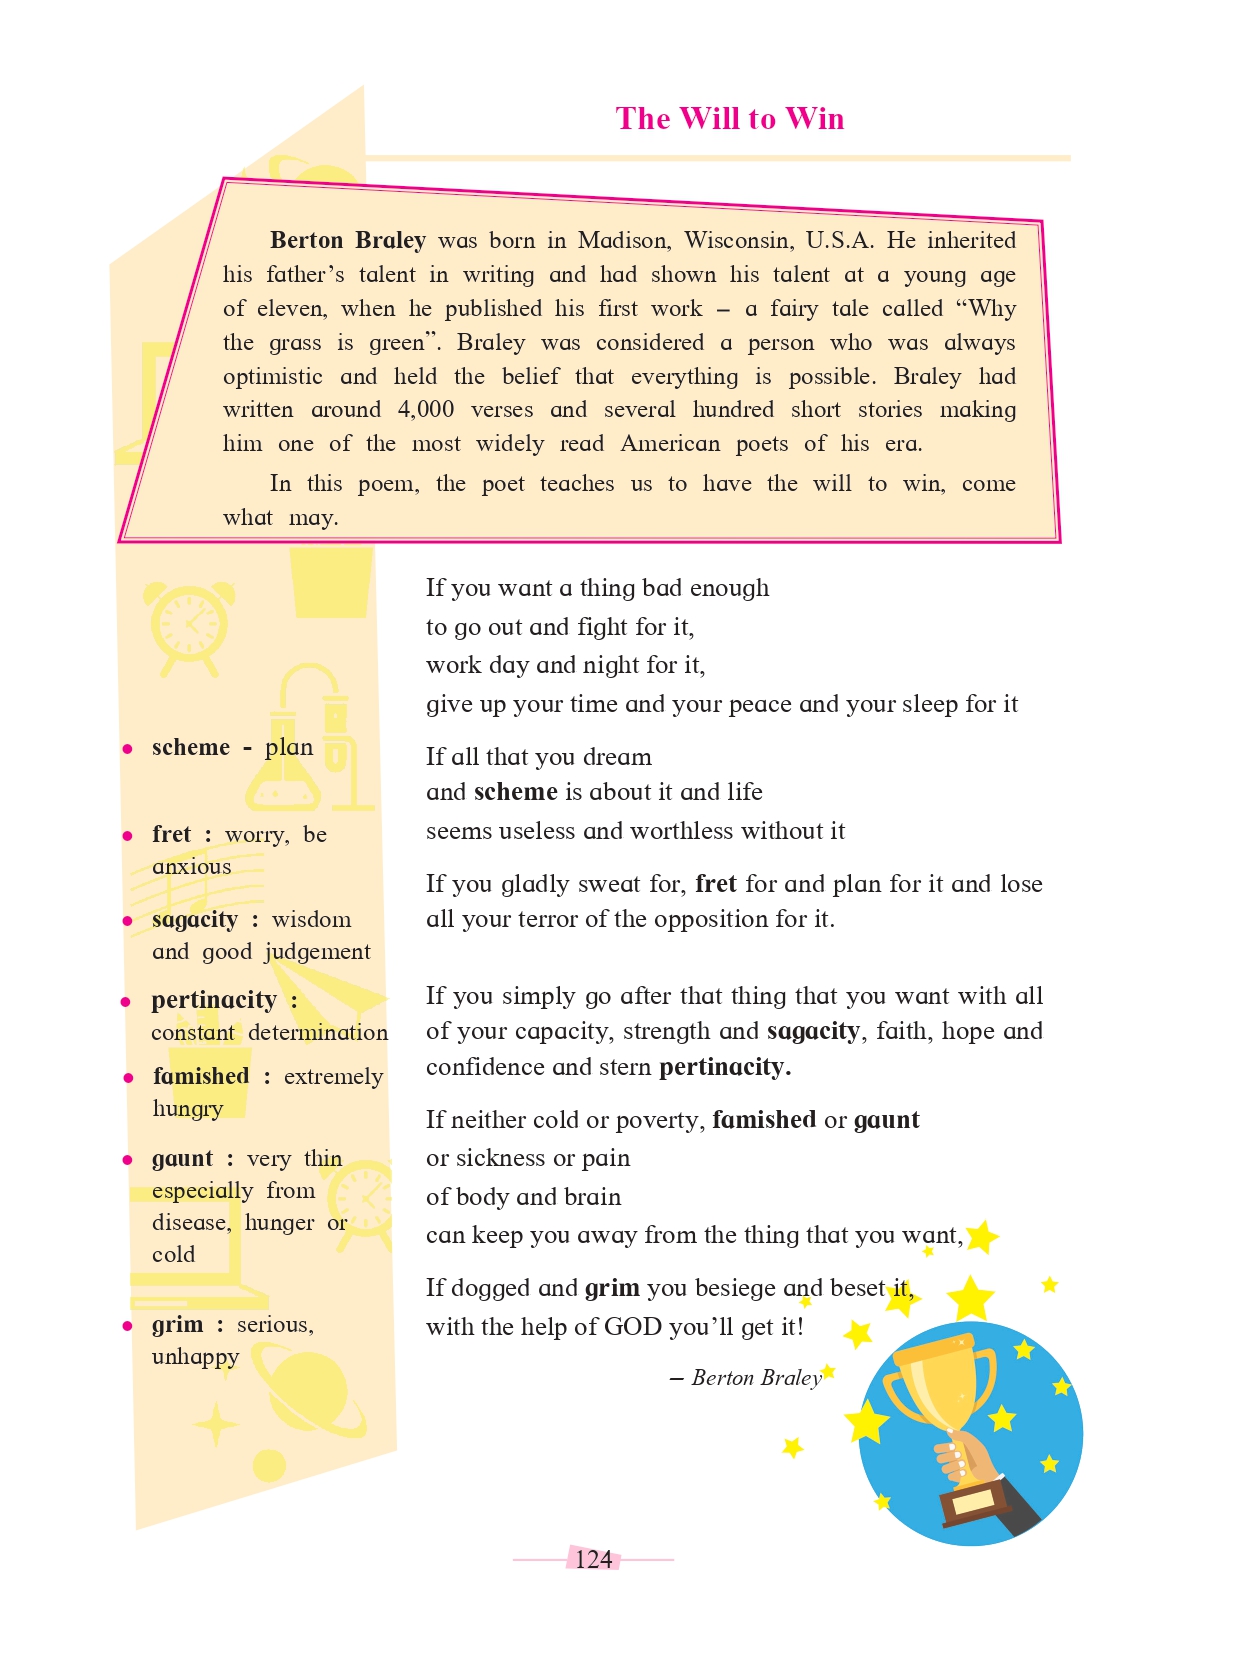 The Will to Win
Berton Braley was born in Madison, Wisconsin, U.S.A. He inherited
his father’s talent in writing and had shown his talent at a young age
of eleven, when he published his first work – a fairy tale called “Why
the grass is green”. Braley was considered a person who was always
optimistic and held the belief that everything is possible. Braley had
written around 4,000 verses and several hundred short stories making
him one of the most widely read American poets of his era.
In this poem, the poet teaches us to have the will to win, come
what may.
If you want a thing bad enough
to go out and fight for it,
work day and night for it,
give up your time and your peace and your sleep for it
If all that you dream
and scheme is about it and life
seems useless and worthless without it
If you gladly sweat for, fret for and plan for it and lose
all your terror of the opposition for it.
If you simply go after that thing that you want with all
of your capacity, strength and sagacity, faith, hope and
confidence and stern pertinacity.
If neither cold or poverty, famished or gaunt
or sickness or pain
of body and brain
can keep you away from the thing that you want,
If dogged and grim you besiege and beset it,
with the help of GOD you’ll get it!
– Berton Braley
• scheme - plan
• fret : worry, be
anxious
• sagacity : wisdom
and good judgement
• pertinacity :
constant determination
• famished : extremely
hungry
• gaunt : very thin
especially from
disease, hunger or
cold
• grim : serious,
unhappy
124